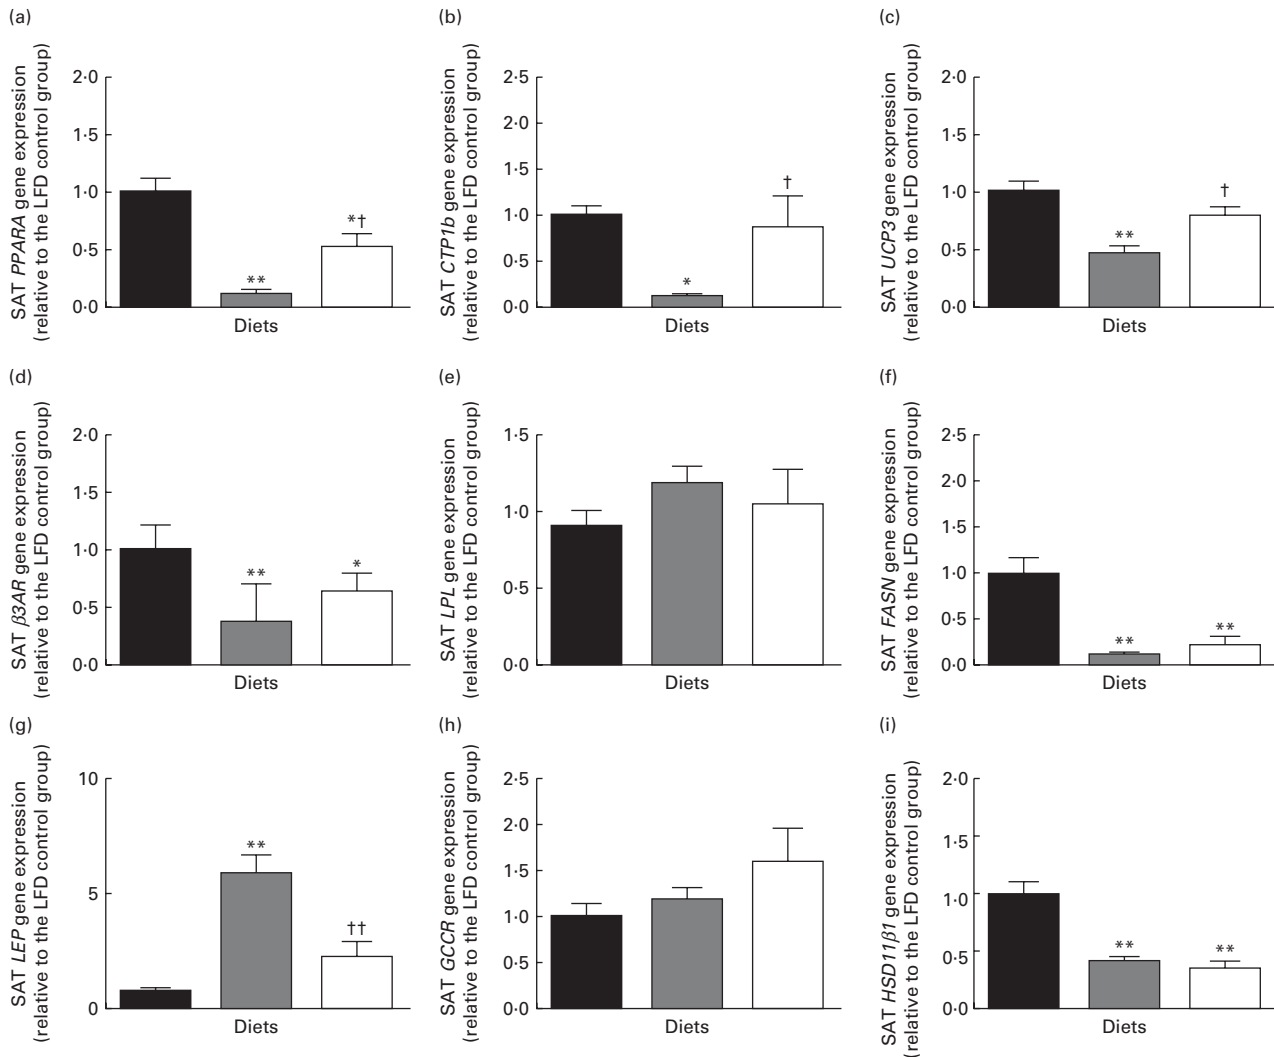 (a)
SAT PPARA gene expression
(relative to the LFD control group)
2·0
1·5
1·0
0·5
0·0
**
*†
Diets
(b)
SAT CTP1b gene expression
(relative to the LFD control group)
2·5
2·0
1·5
1·0
0·5
0·0
*
†
Diets
(c)
SAT UCP3 gene expression
(relative to the LFD control group)
2·0
1·5
1·0
0·5
0·0
**
†
Diets
(d)
SAT β3AR gene expression
(relative to the LFD control group)
2·0
1·5
1·0
0·5
0·0
**
*
Diets
(e)
SAT LPL gene expression
(relative to the LFD control group)
1·5
1·0
0·5
0·0
Diets
(f)
SAT FASN gene expression
(relative to the LFD control group)
2·5
2·0
1·5
1·0
0·5
0·0
**
**
Diets
(g)
SAT LEP gene expression
(relative to the LFD control group)
10
5
0
**
††
Diets
(h)
SAT GCCR gene expression
(relative to the LFD control group)
2·5
2·0
1·5
1·0
0·5
0·0
Diets
(i)
SAT HSD11β1 gene expression
(relative to the LFD control group)
2·0
1·5
1·0
0·5
0·0
**
**
Diets